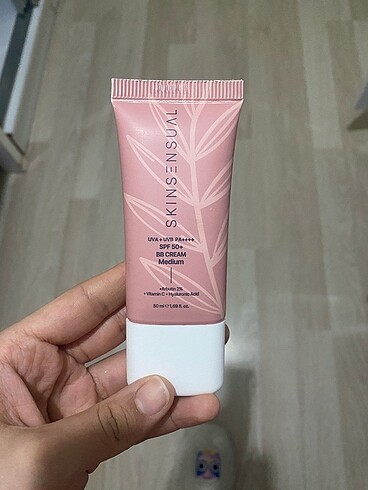 SKINSENSUAL
UVA + UVB PA++++
SPF 50+
BB CREAM
Medium
•Arbutin 2%
• Vitamin C • Hyaluronic Acid
50 ml ℮ 1,69 fl. oz.